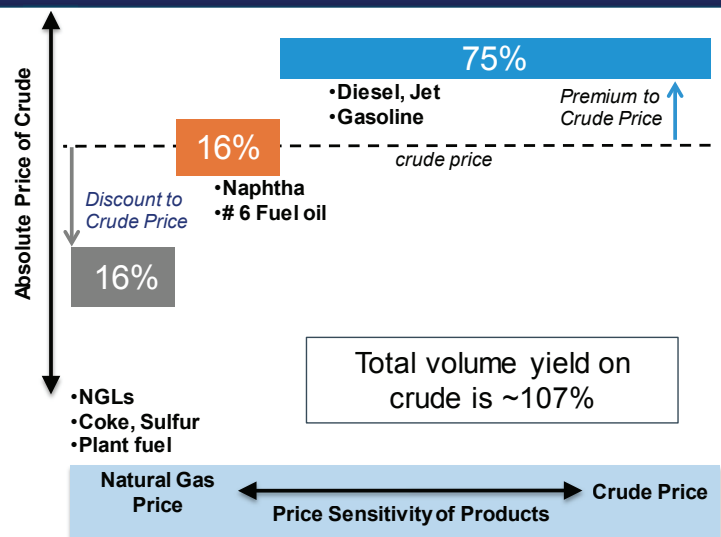 Absolute Price of Crude
75%
•Diesel, Jet
•Gasoline
Premium to
Crude Price
16%
crude price
•Naphtha
•# 6 Fuel oil
Discount to
Crude Price
16%
Total volume yield on
crude is ~107%
•NGLs
•Coke, Sulfur
•Plant fuel
Natural Gas
Price
Crude Price
Price Sensitivity of Products